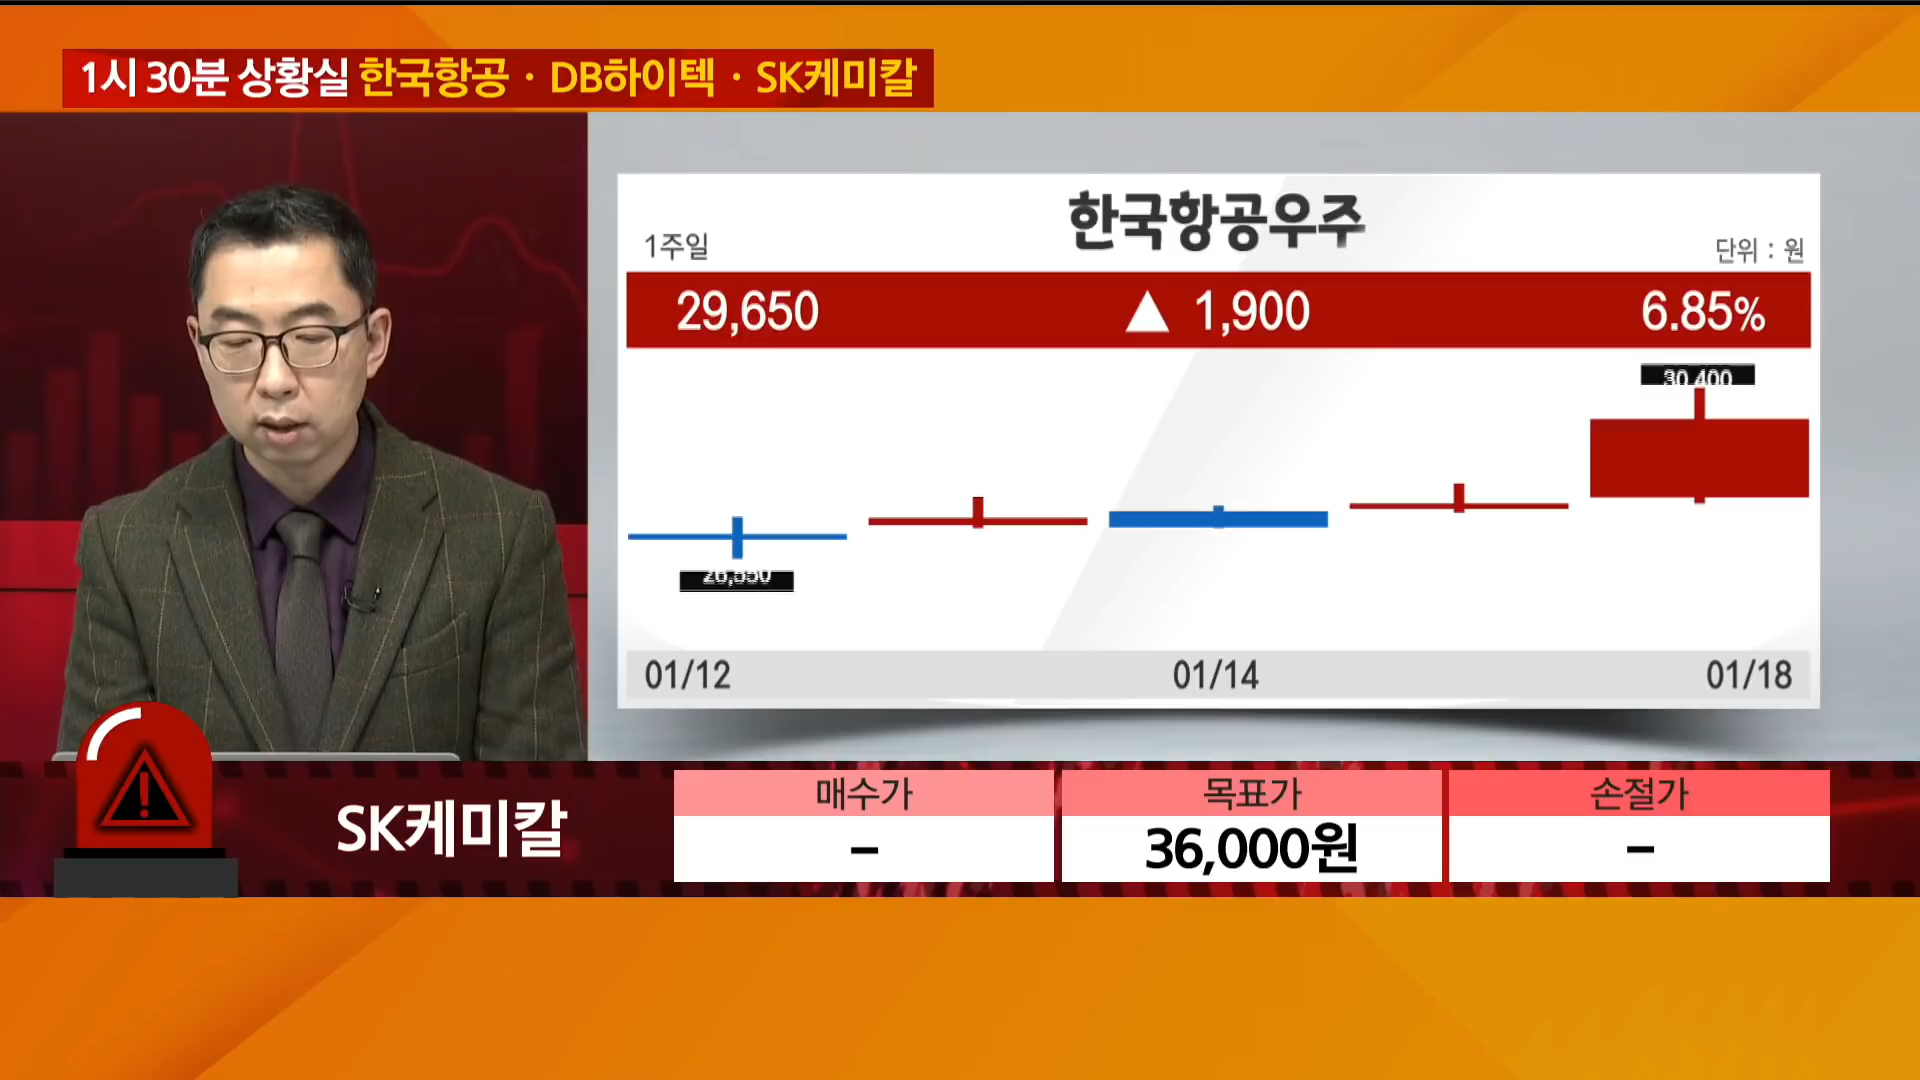 1시 30분 상황실 한국항공 · DB하이텍 · SK케미칼
한국항공우주
1주일
단위 : 원
29,650 ▲ 1,900 6.85%
30,400
01/12 01/14 01/18
SK케미칼
매수가 목표가 손절가
– 36,000원 –